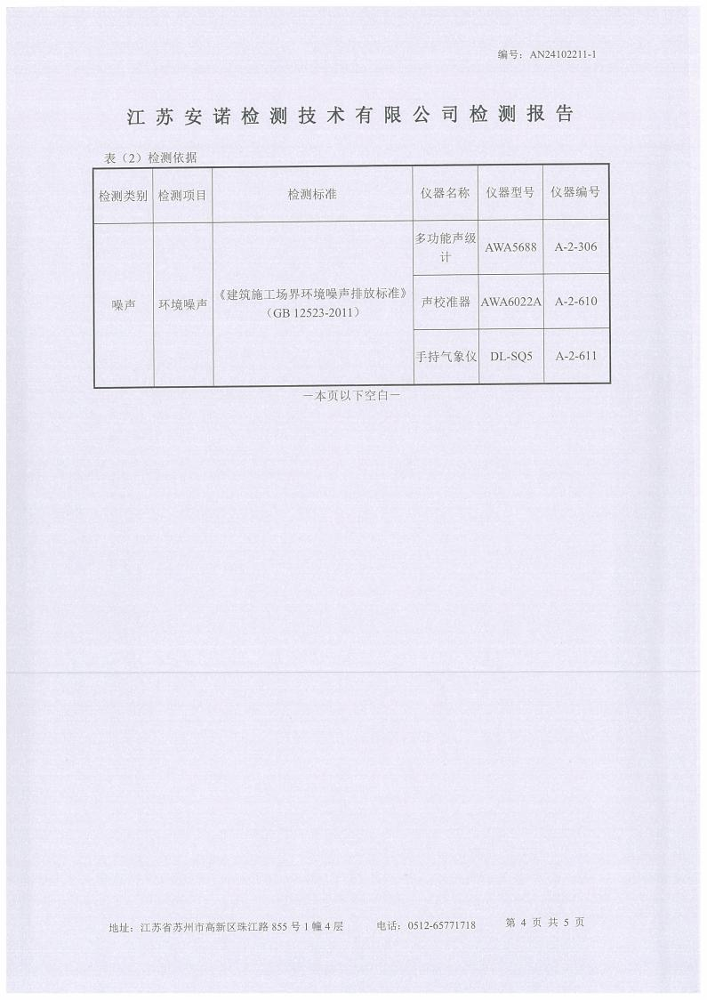 编号：AN24102211-1
江苏安诺检测技术有限公司检测报告
表（2）检测依据
检测类别 检测项目 检测标准 仪器名称 仪器型号 仪器编号
噪声 环境噪声 《建筑施工场界环境噪声排放标准》
（GB 12523-2011）
多功能声级
计 AWA5688 A-2-306
声校准器 AWA6022A A-2-610
手持气象仪 DL-SQ5 A-2-611
－本页以下空白－
地址：江苏省苏州市高新区珠江路 855 号 1 幢 4 层 电话：0512-65771718 第 4 页 共 5 页